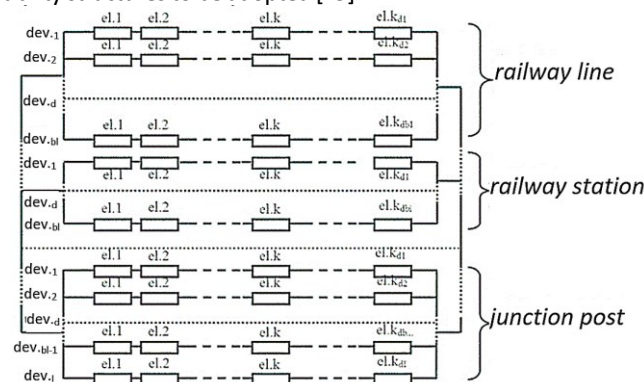 el.1 el.2 el.k el.kd1
dev.1
el.1 el.2 el.k el.kd2
dev.2
railway line
dev.d
el.1 el.2 el.k el.kdbl
dev.bl
dev.1
el.1 el.2 el.k el.kd1
railway station
dev.d
el.1 el.2 el.k el.kdbl
dev.bl
el.1 el.2 el.k el.kd1
dev.1
el.1 el.2 el.k el.kd2
dev.2
dev.d
junction post
el.1 el.2 el.k
dev.bl-1
el.1 el.2 el.k